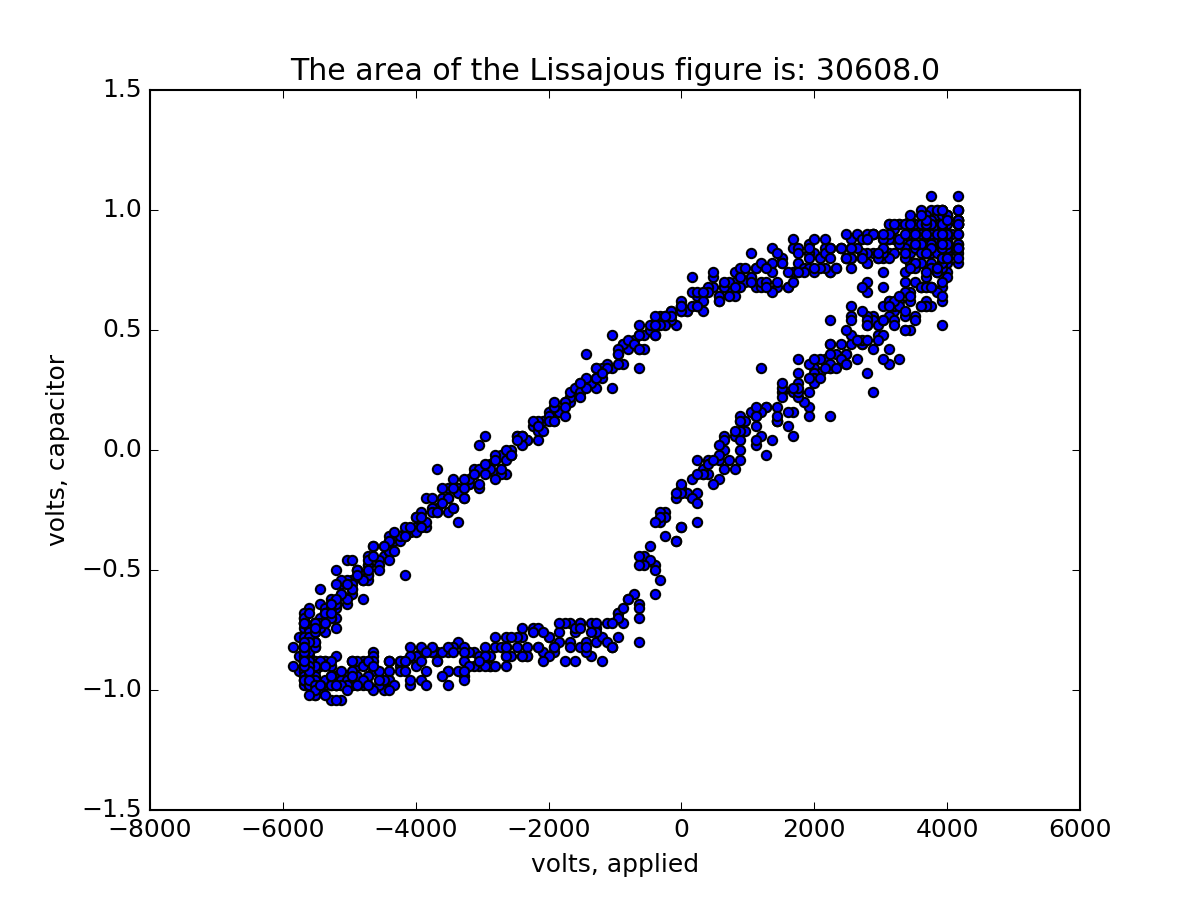 The area of the Lissajous figure is: 30608.0
1.5
1.0
0.5
0.0
−0.5
−1.0
−1.5
volts, capacitor
−8000 −6000 −4000 −2000 0 2000 4000 6000
volts, applied